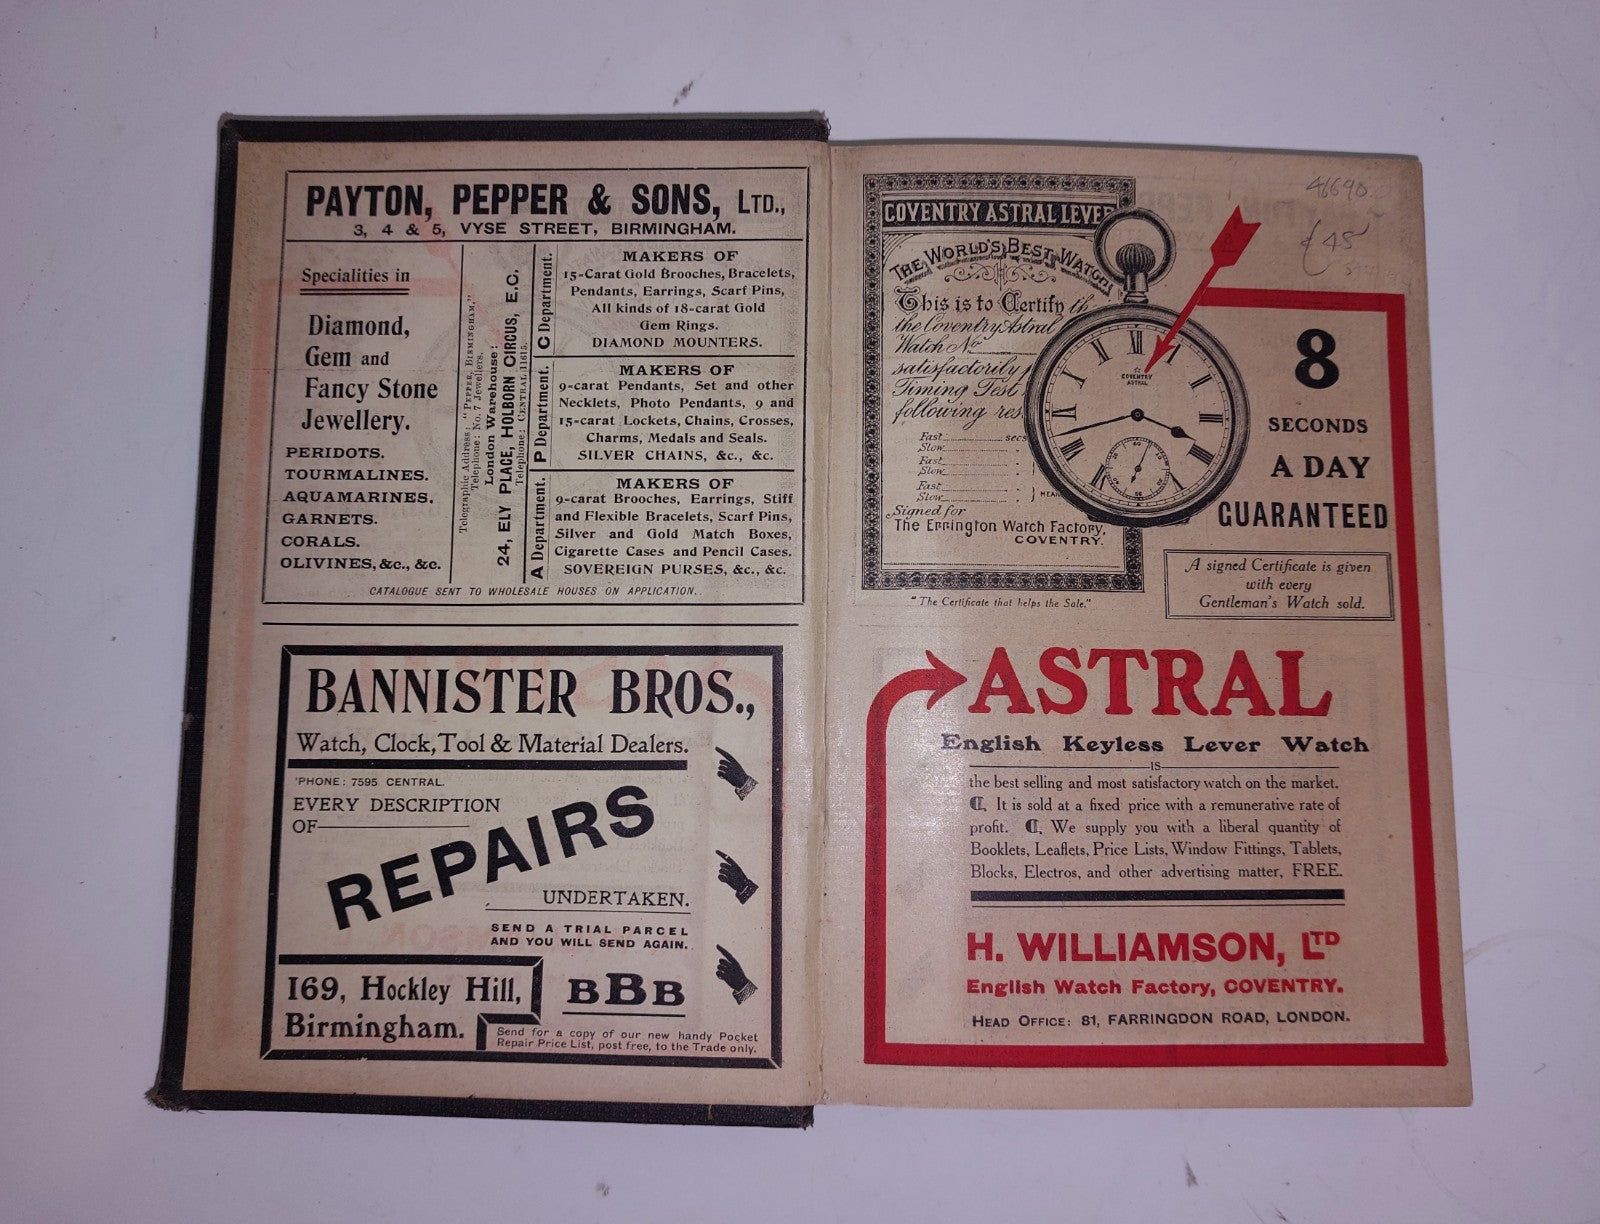 PAYTON, PEPPER & SONS, LTD.,
3, 4 & 5, VYSE STREET, BIRMINGHAM.
Specialities in
Diamond,
Gem and
Fancy Stone
Jewellery.
PERIDOTS.
TOURMALINES.
AQUAMARINES.
GARNETS.
CORALS.
OLIVINES, &c., &c.
Telegraphic Address: "PEPPER, BIRMINGHAM."
Telephone: No. 7 Jewellers.
London Warehouse:
24, ELY PLACE, HOLBORN CIRCUS, E.C.
Telephone: CENTRAL 11615.
C Department.
MAKERS OF
15-Carat Gold Brooches, Bracelets,
Pendants, Earrings, Scarf Pins,
All kinds of 18-carat Gold
Gem Rings.
DIAMOND MOUNTERS.
P Department.
MAKERS OF
9-carat Pendants, Set and other
Necklets, Photo Pendants, 9 and
15-carat Lockets, Chains, Crosses,
Charms, Medals and Seals.
SILVER CHAINS, &c., &c.
A Department.
MAKERS OF
9-carat Brooches, Earrings, Stiff
and Flexible Bracelets, Scarf Pins,
Silver and Gold Match Boxes,
Cigarette Cases and Pencil Cases.
SOVEREIGN PURSES, &c., &c.
CATALOGUE SENT TO WHOLESALE HOUSES ON APPLICATION.
BANNISTER BROS.,
Watch, Clock, Tool & Material Dealers.
'PHONE: 7595 CENTRAL.
EVERY DESCRIPTION
OF
REPAIRS
UNDERTAKEN.
SEND A TRIAL PARCEL
AND YOU WILL SEND AGAIN.
169, Hockley Hill,
Birmingham.
BBB
Send for a copy of our new handy Pocket
Repair Price List, post free, to the Trade only.
46690
£45
COVENTRY ASTRAL LEVER
THE WORLD'S BEST WATCH
This is to Certify th
the Coventry Astral
Watch No
satisfactorily
Timing Test
following res
Fast secs
Slow
Fast
Slow
Fast
Slow MEAN
Signed for
The Errington Watch Factory,
COVENTRY.
COVENTRY
ASTRAL
60
30
"The Certificate that helps the Sale."
8
SECONDS
A DAY
GUARANTEED
A signed Certificate is given
with every
Gentleman's Watch sold.
ASTRAL
English Keyless Lever Watch
IS
the best selling and most satisfactory watch on the market.
It is sold at a fixed price with a remunerative rate of
profit. We supply you with a liberal quantity of
Booklets, Leaflets, Price Lists, Window Fittings, Tablets,
Blocks, Electros, and other advertising matter, FREE.
H. WILLIAMSON, LTD
English Watch Factory, COVENTRY.
HEAD OFFICE: 81, FARRINGDON ROAD, LONDON.